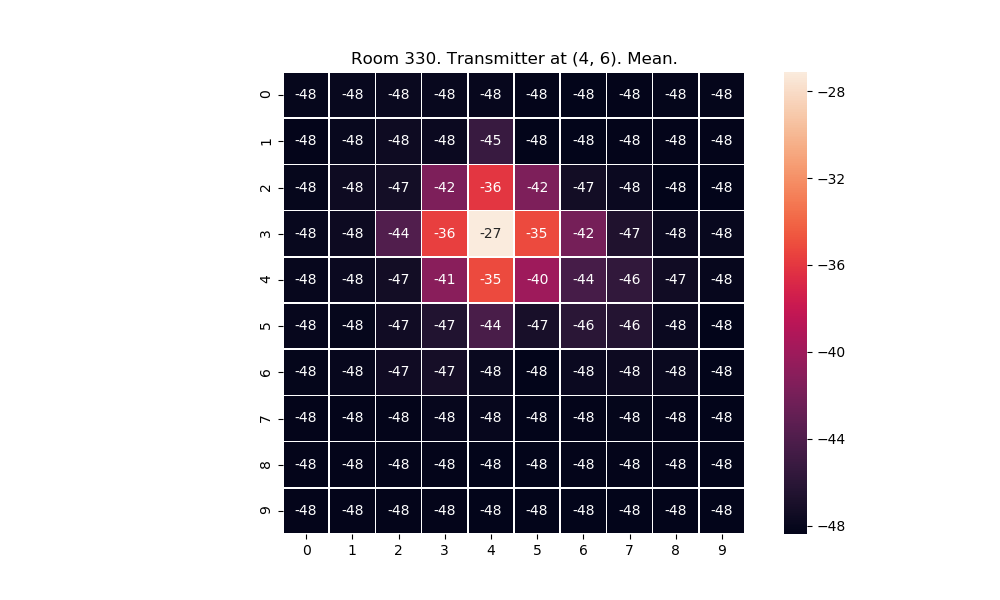 Room 330. Transmitter at (4, 6). Mean.
0 -48 -48 -48 -48 -48 -48 -48 -48 -48 -48
1 -48 -48 -48 -48 -45 -48 -48 -48 -48 -48
2 -48 -48 -47 -42 -36 -42 -47 -48 -48 -48
3 -48 -48 -44 -36 -27 -35 -42 -47 -48 -48
4 -48 -48 -47 -41 -35 -40 -44 -46 -47 -48
5 -48 -48 -47 -47 -44 -47 -46 -46 -48 -48
6 -48 -48 -47 -47 -48 -48 -48 -48 -48 -48
7 -48 -48 -48 -48 -48 -48 -48 -48 -48 -48
8 -48 -48 -48 -48 -48 -48 -48 -48 -48 -48
9 -48 -48 -48 -48 -48 -48 -48 -48 -48 -48
0 1 2 3 4 5 6 7 8 9
−28
−32
−36
−40
−44
−48